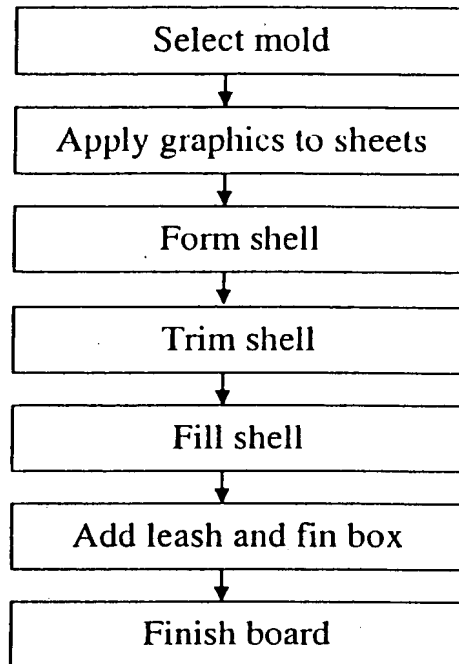 Select mold
Apply graphics to sheets
Form shell
Trim shell
Fill shell
Add leash and fin box
Finish board